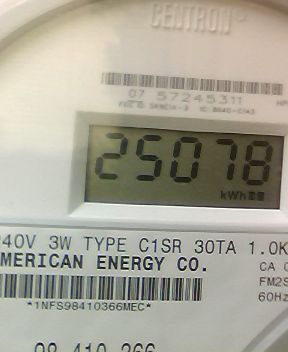 CENTRON
07 57245311
25078
kWh
240V 3W TYPE C1SR 30TA 1.0K
AMERICAN ENERGY CO.
CA
FM2S
60Hz
*1NFS98410366MEC*
98 410 366